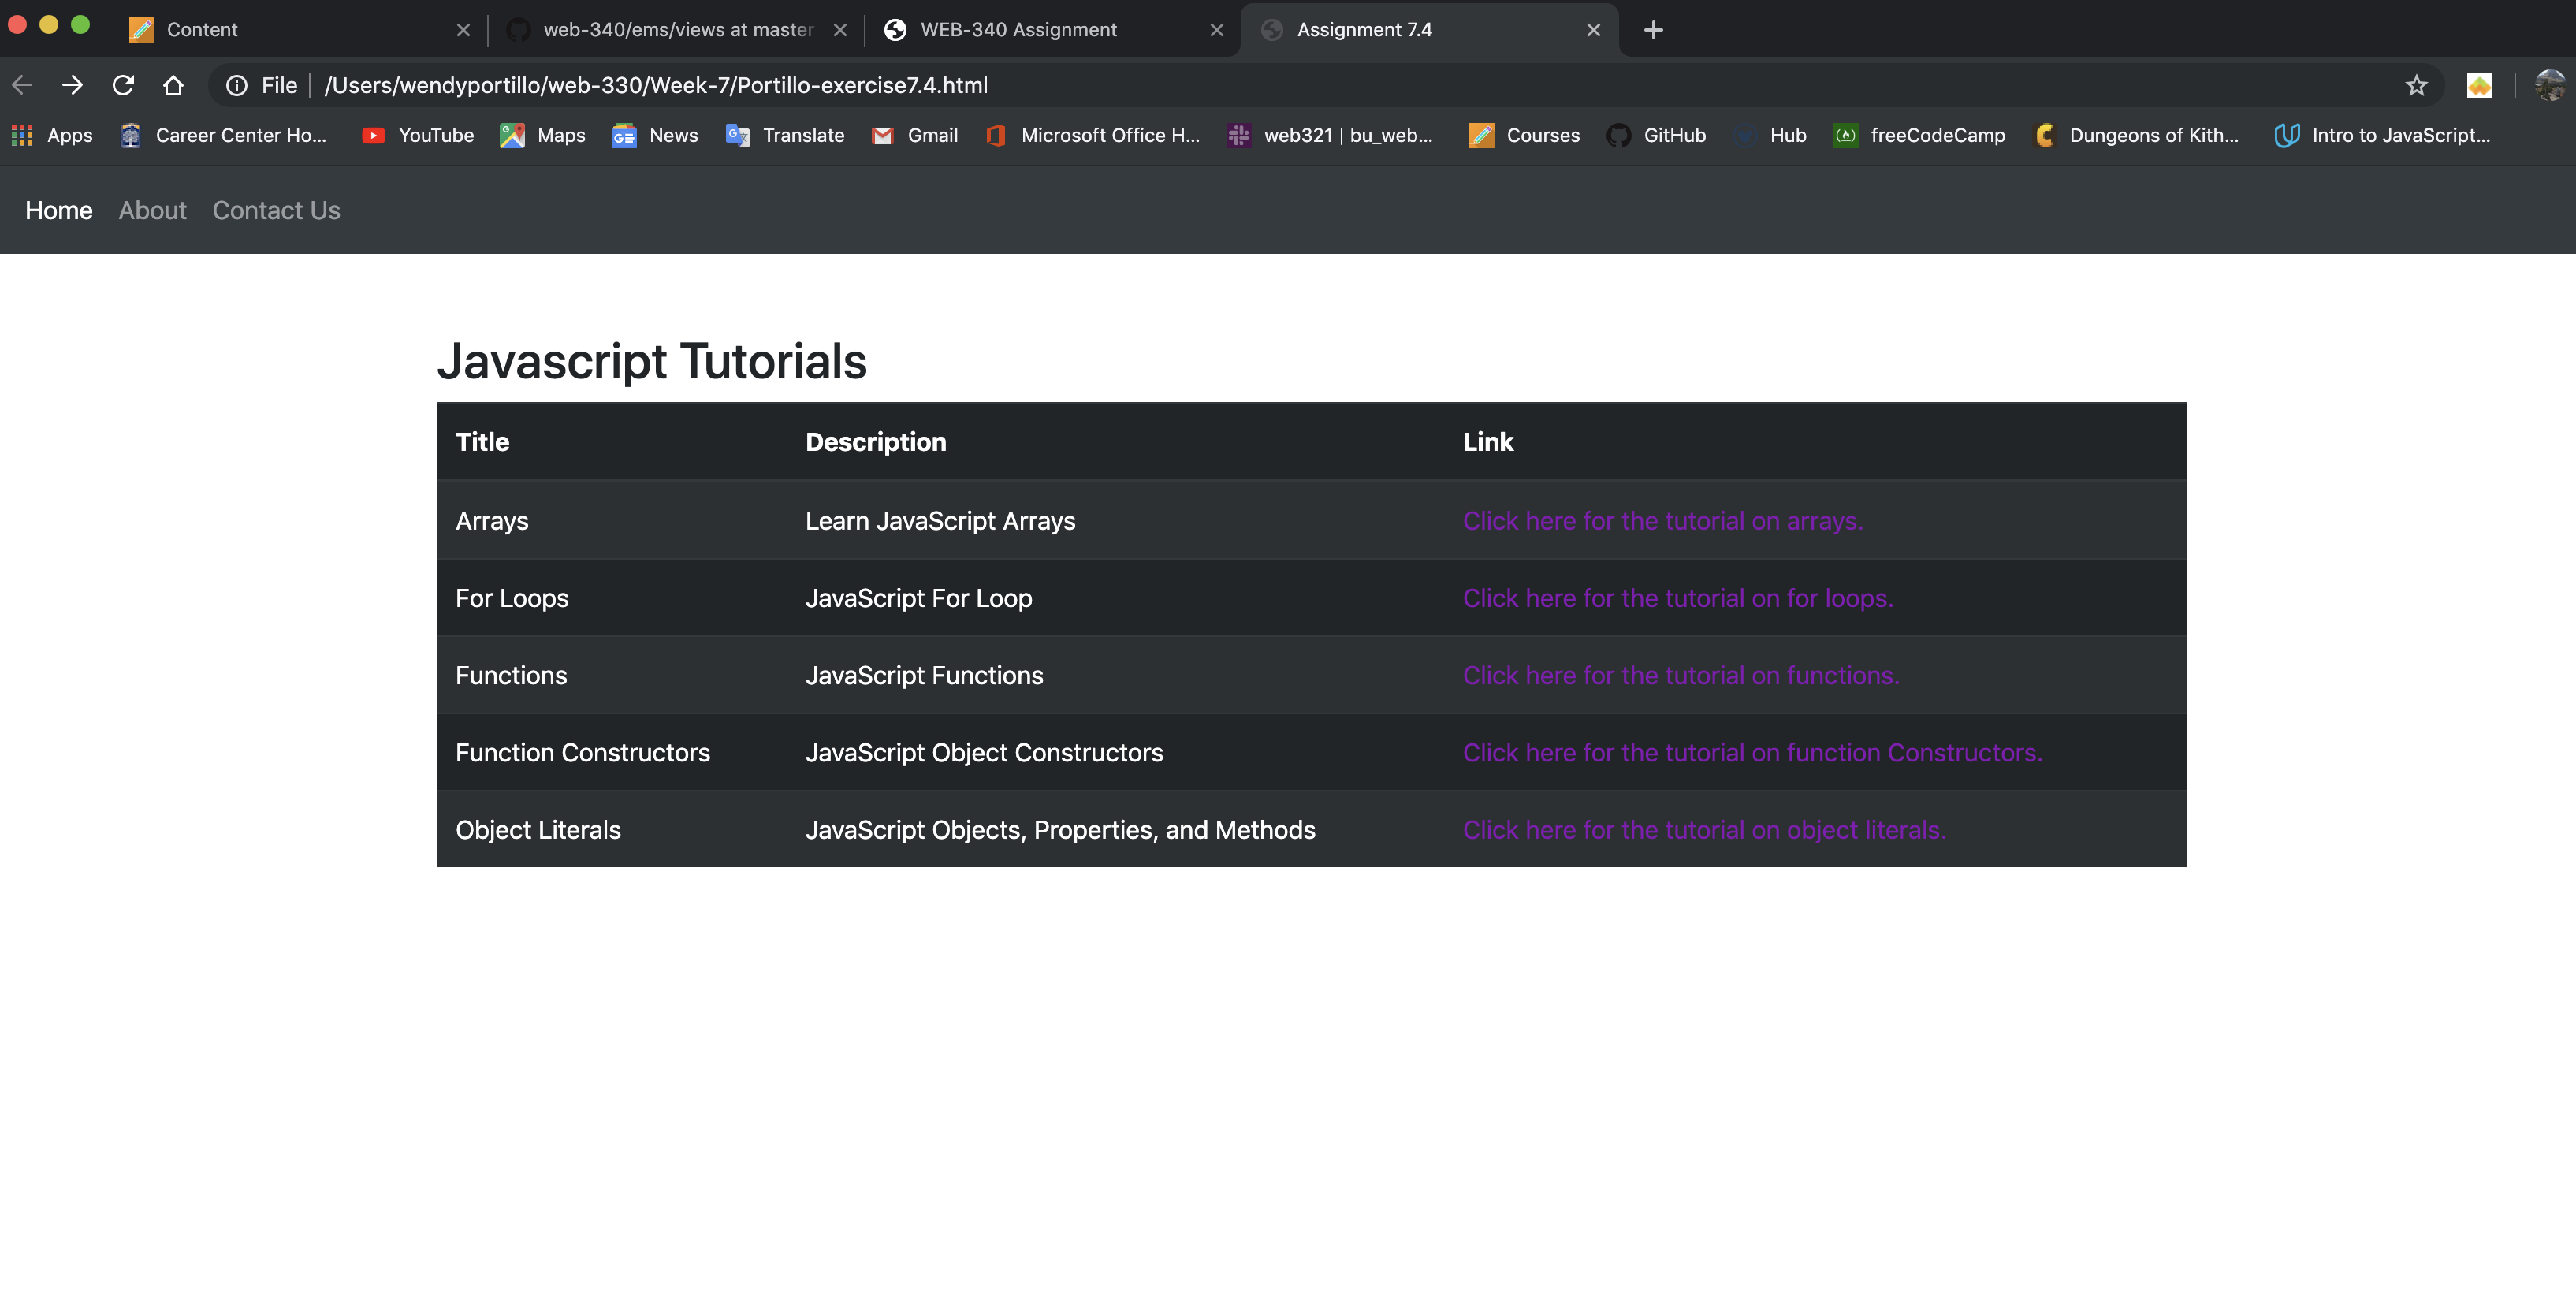 Content web-340/ems/views at master WEB-340 Assignment Assignment 7.4
File /Users/wendyportillo/web-330/Week-7/Portillo-exercise7.4.html
Apps Career Center Ho... YouTube Maps News Translate Gmail Microsoft Office H... web321 | bu_web... Courses GitHub Hub freeCodeCamp Dungeons of Kith... Intro to JavaScript...
Home About Contact Us
Javascript Tutorials
Title Description Link
Arrays Learn JavaScript Arrays Click here for the tutorial on arrays.
For Loops JavaScript For Loop Click here for the tutorial on for loops.
Functions JavaScript Functions Click here for the tutorial on functions.
Function Constructors JavaScript Object Constructors Click here for the tutorial on function Constructors.
Object Literals JavaScript Objects, Properties, and Methods Click here for the tutorial on object literals.